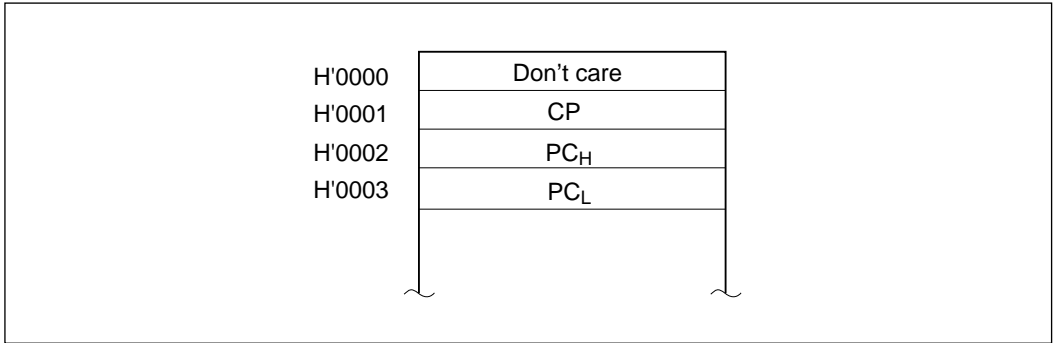 H'0000 Don't care
H'0001 CP
H'0002 PCH
H'0003 PCL